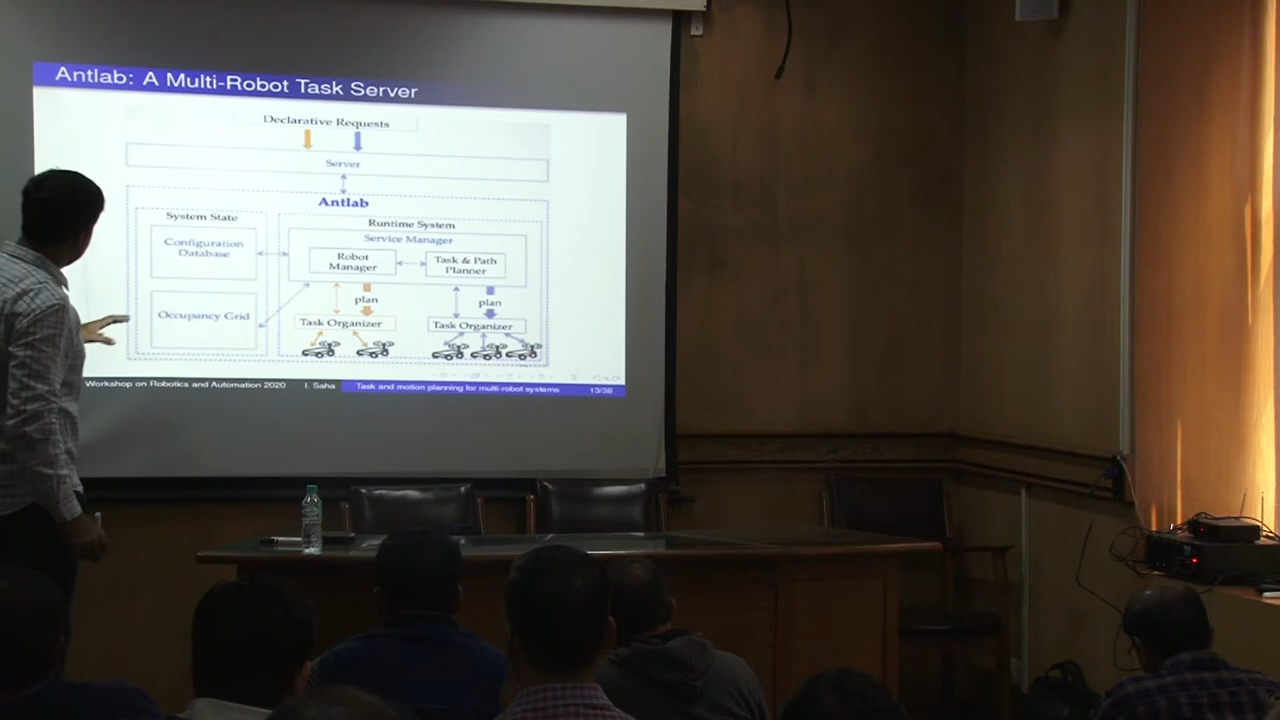 Antlab: A Multi-Robot Task Server
Declarative Requests
Server
Antlab
System State
Configuration
Database
Occupancy Grid
Runtime System
Service Manager
Robot
Manager
Task & Path
Planner
plan
plan
Task Organizer
Task Organizer
Workshop on Robotics and Automation 2020
I. Saha
Task and motion planning for multi-robot systems
13/38